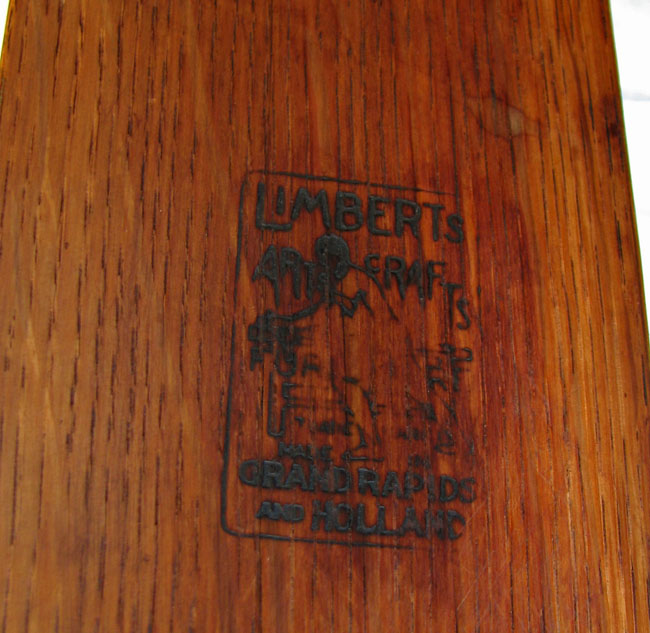 LIMBERTS
ARTS CRAFTS
MADE
GRAND RAPIDS
AND HOLLAND